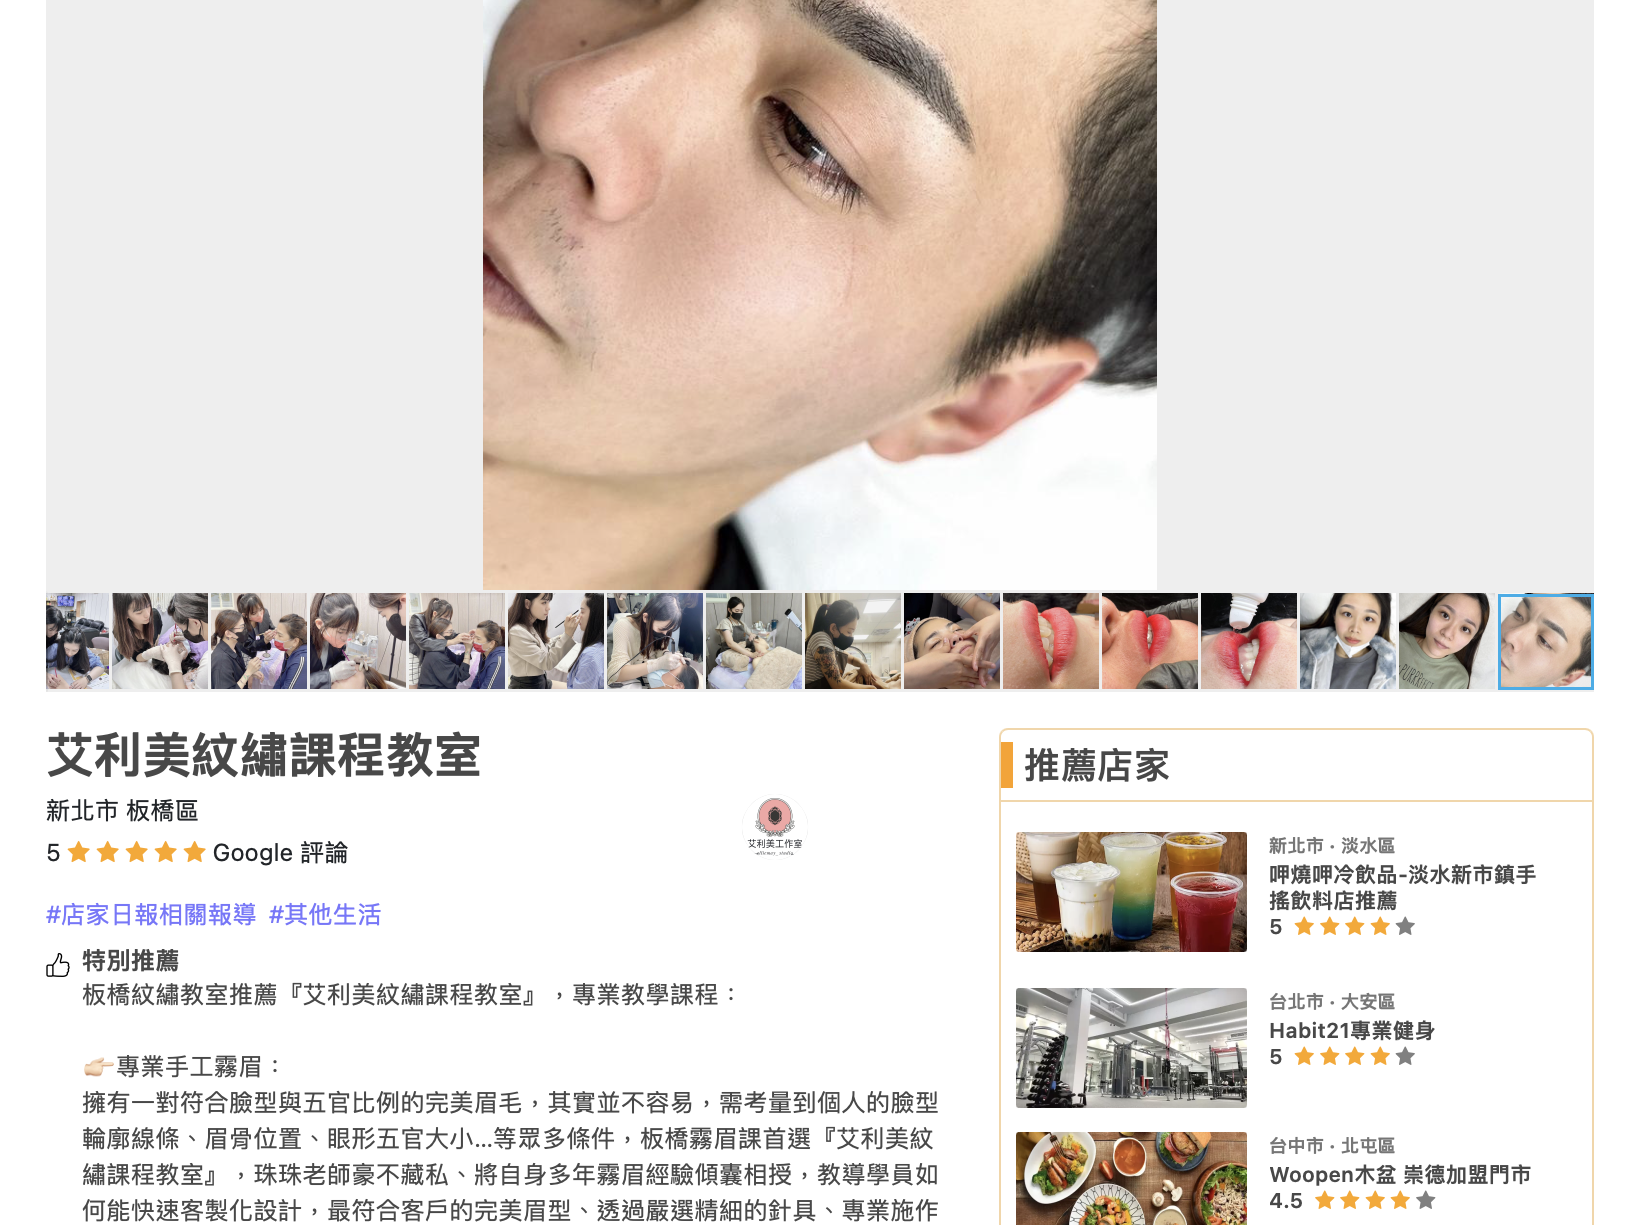 艾利美紋繡課程教室
新北市 板橋區
5 Google 評論
艾利美工作室
#店家日報相關報導 #其他生活
特別推薦
板橋紋繡教室推薦『艾利美紋繡課程教室』，專業教學課程：
專業手工霧眉：
擁有一對符合臉型與五官比例的完美眉毛，其實並不容易，需考量到個人的臉型
輪廓線條、眉骨位置、眼形五官大小...等眾多條件，板橋霧眉課首選『艾利美紋
繡課程教室』，珠珠老師豪不藏私、將自身多年霧眉經驗傾囊相授，教導學員如
何能快速客製化設計，最符合客戶的完美眉型、透過嚴選精細的針具、專業施作
推薦店家
新北市 · 淡水區
呷燒呷冷飲品-淡水新市鎮手
搖飲料店推薦
5
台北市 · 大安區
Habit21專業健身
5
台中市 · 北屯區
Woopen木盆 崇德加盟門市
4.5